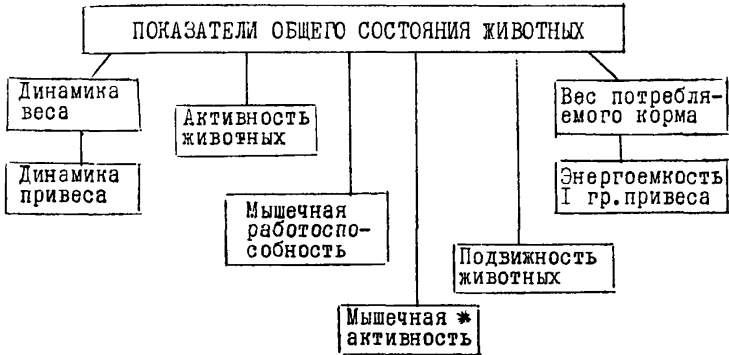 ПОКАЗАТЕЛИ ОБЩЕГО СОСТОЯНИЯ ЖИВОТНЫХ
Динамика
веса
Динамика
привеса
Активность
животных
Мышечная
работоспо-
собность
Мышечная *
активность
Подвижность
животных
Вес потребля-
емого корма
Энергоемкость
I гр.привеса